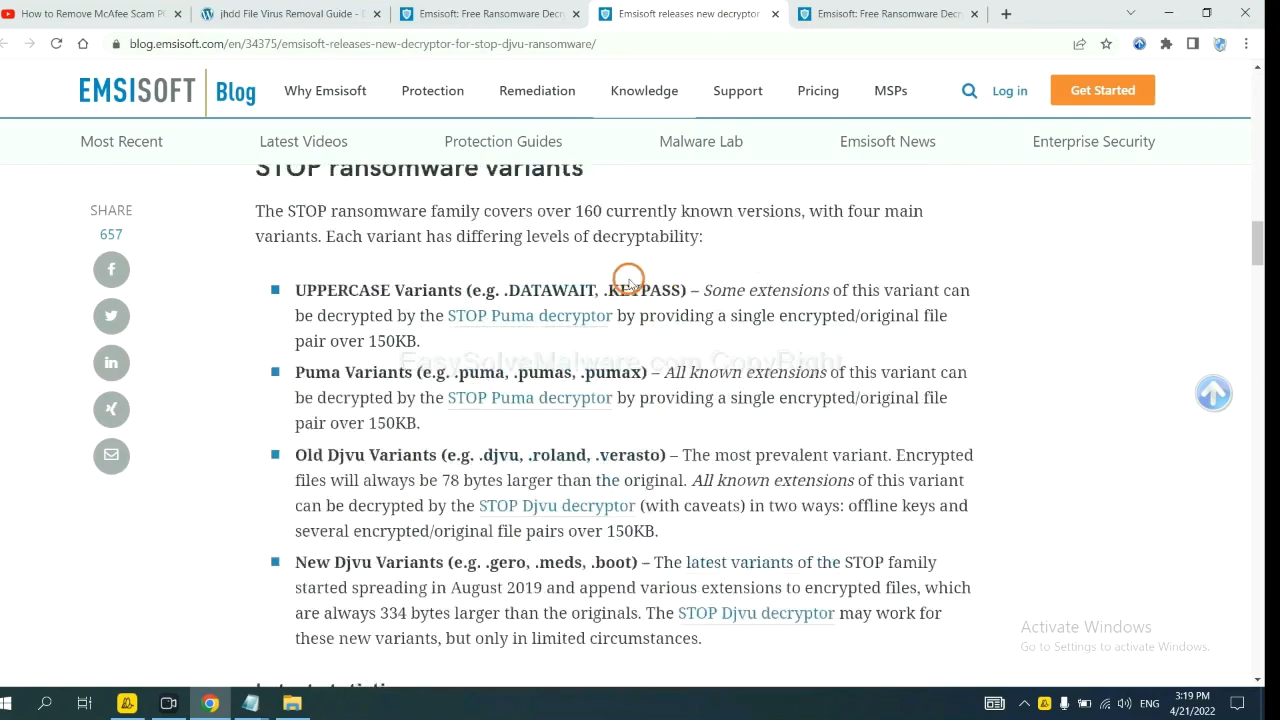 How to Remove McAfee Scam P
jhdd File Virus Removal Guide - D
Emsisoft: Free Ransomware Decr
Emsisoft releases new decryptor
Emsisoft: Free Ransomware Decr
blog.emsisoft.com/en/34375/emsisoft-releases-new-decryptor-for-stop-djvu-ransomware/
EMSISOFT Blog Why Emsisoft Protection Remediation Knowledge Support Pricing MSPs Log in Get Started
Most Recent Latest Videos Protection Guides Malware Lab Emsisoft News Enterprise Security
STOP ransomware variants
SHARE
657
The STOP ransomware family covers over 160 currently known versions, with four main
variants. Each variant has differing levels of decryptability:
UPPERCASE Variants (e.g. .DATAWAIT, .KEYPASS) – Some extensions of this variant can
be decrypted by the STOP Puma decryptor by providing a single encrypted/original file
pair over 150KB.
EasySolveMalware.com CopyRight
Puma Variants (e.g. .puma, .pumas, .pumax) – All known extensions of this variant can
be decrypted by the STOP Puma decryptor by providing a single encrypted/original file
pair over 150KB.
Old Djvu Variants (e.g. .djvu, .roland, .verasto) – The most prevalent variant. Encrypted
files will always be 78 bytes larger than the original. All known extensions of this variant
can be decrypted by the STOP Djvu decryptor (with caveats) in two ways: offline keys and
several encrypted/original file pairs over 150KB.
New Djvu Variants (e.g. .gero, .meds, .boot) – The latest variants of the STOP family
started spreading in August 2019 and append various extensions to encrypted files, which
are always 334 bytes larger than the originals. The STOP Djvu decryptor may work for
these new variants, but only in limited circumstances.
Activate Windows
Go to Settings to activate Windows.
ENG
3:19 PM
4/21/2022